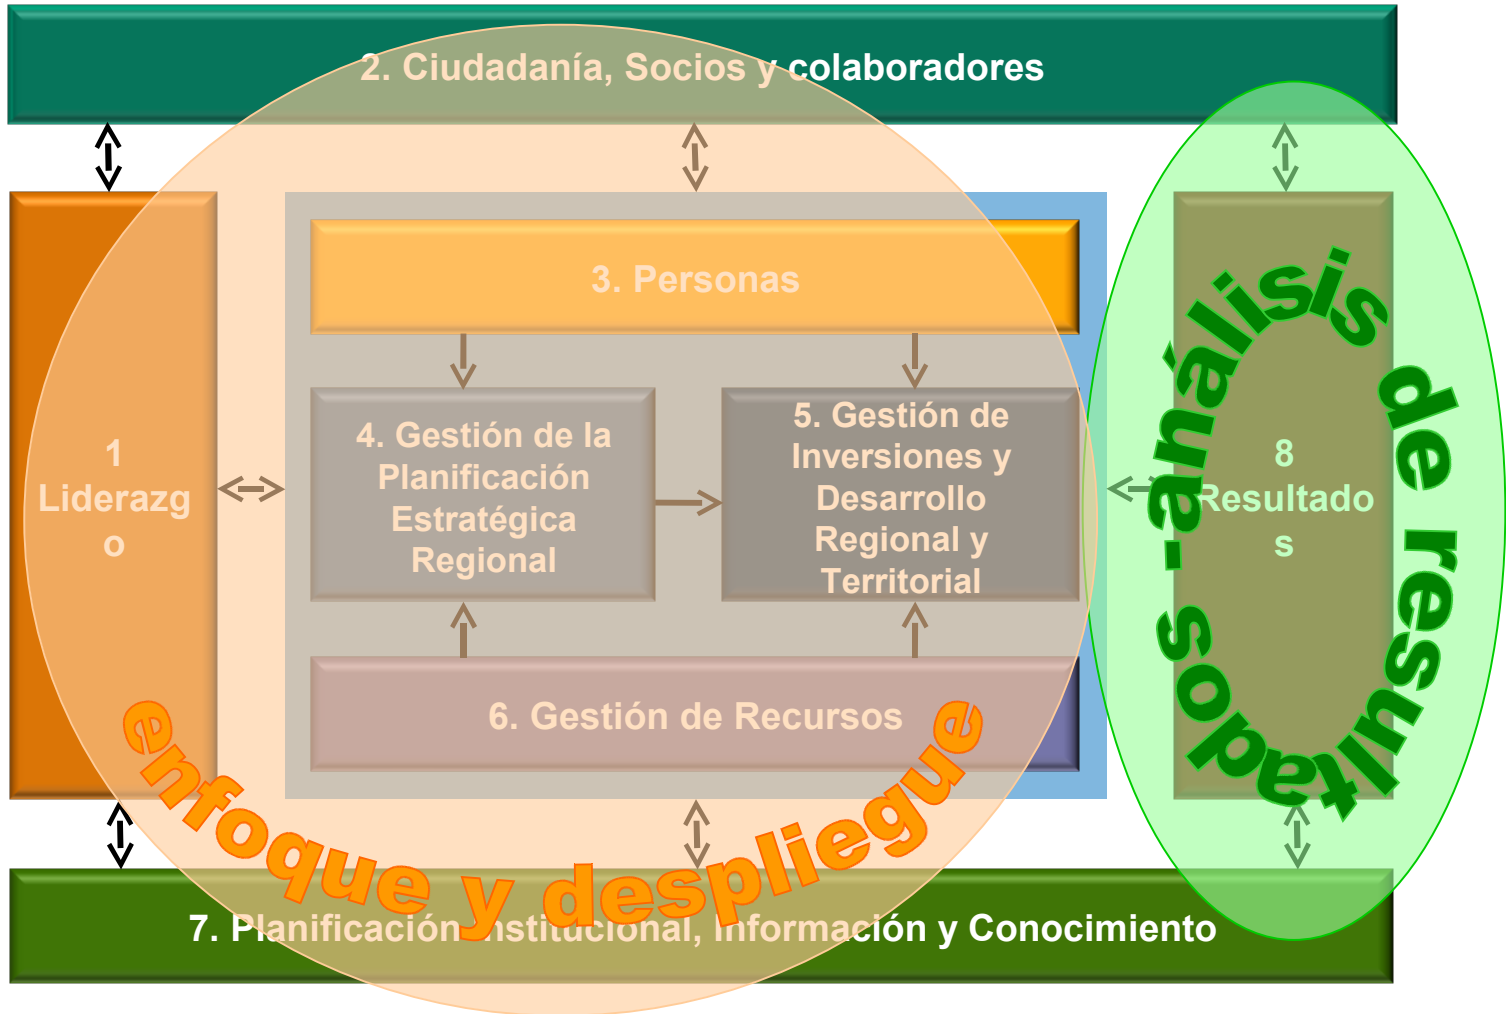 2. Ciudadanía, Socios y colaboradores
1
Liderazg
o
3. Personas
4. Gestión de la
Planificación
Estratégica
Regional
5. Gestión de
Inversiones y
Desarrollo
Regional y
Territorial
6. Gestión de Recursos
8
Resultado
s
7. Planificación Institucional, Información y Conocimiento
enfoque y despliegue
análisis de resultados -